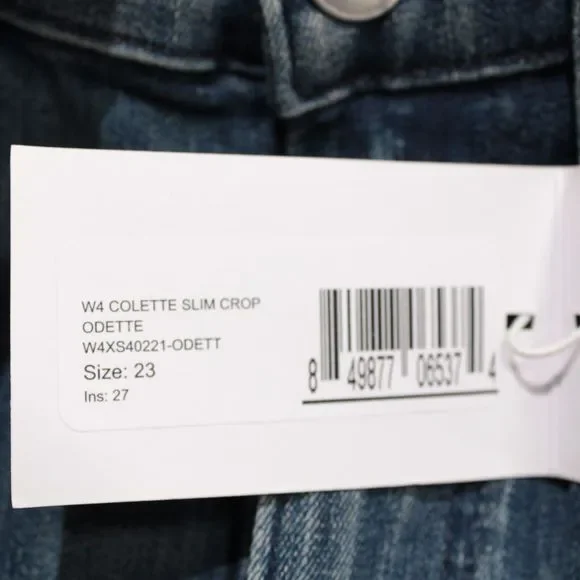 W4 COLETTE SLIM CROP
ODETTE
W4XS40221-ODETT
Size: 23
Ins: 27
8 49877 06537 4